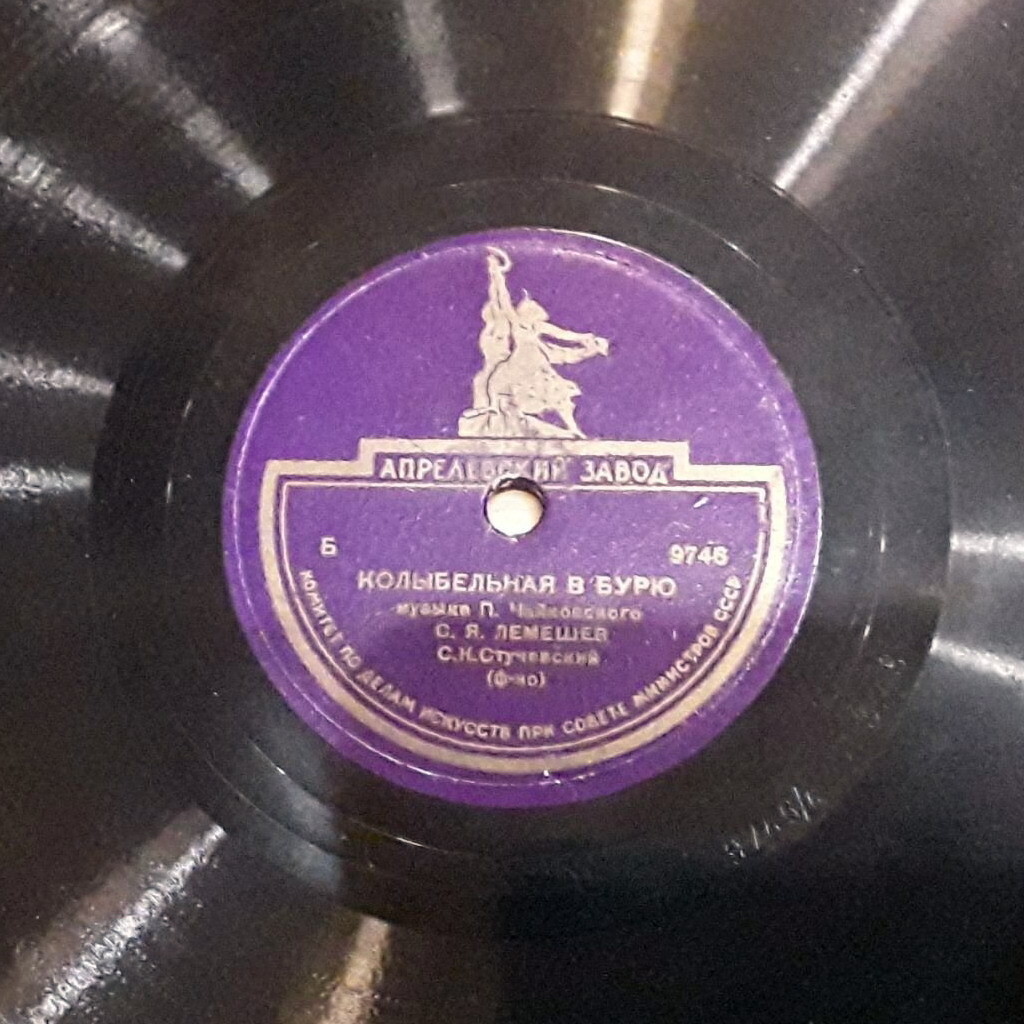 АПРЕЛЕВСКИЙ ЗАВОД
Б 9746
КОЛЫБЕЛЬНАЯ В БУРЮ
музыка П. Чайковского
С. Я. ЛЕМЕШЕВ
С.К.Стучевский
(ф-но)
КОМИТЕТ ПО ДЕЛАМ ИСКУССТВ ПРИ СОВЕТЕ МИНИСТРОВ СССР